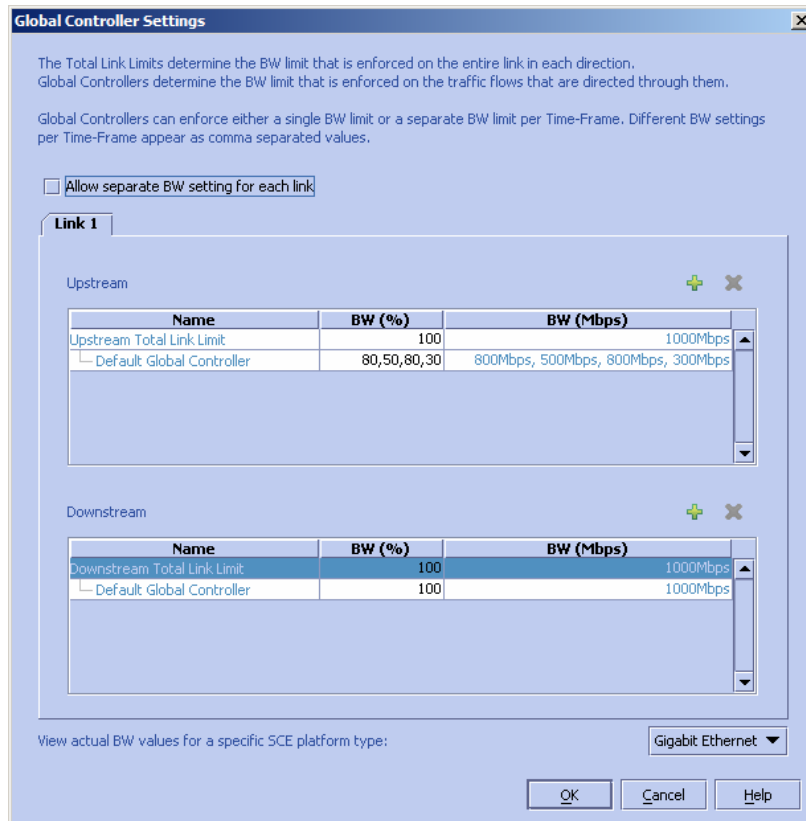 Global Controller Settings
The Total Link Limits determine the BW limit that is enforced on the entire link in each direction.
Global Controllers determine the BW limit that is enforced on the traffic flows that are directed through them.
Global Controllers can enforce either a single BW limit or a separate BW limit per Time-Frame. Different BW settings
per Time-Frame appear as comma separated values.
Allow separate BW setting for each link
Link 1
Upstream
Name BW (%) BW (Mbps)
Upstream Total Link Limit 100 1000Mbps
Default Global Controller 80,50,80,30 800Mbps, 500Mbps, 800Mbps, 300Mbps
Downstream
Name BW (%) BW (Mbps)
Downstream Total Link Limit 100 1000Mbps
Default Global Controller 100 1000Mbps
View actual BW values for a specific SCE platform type: Gigabit Ethernet
OK Cancel Help